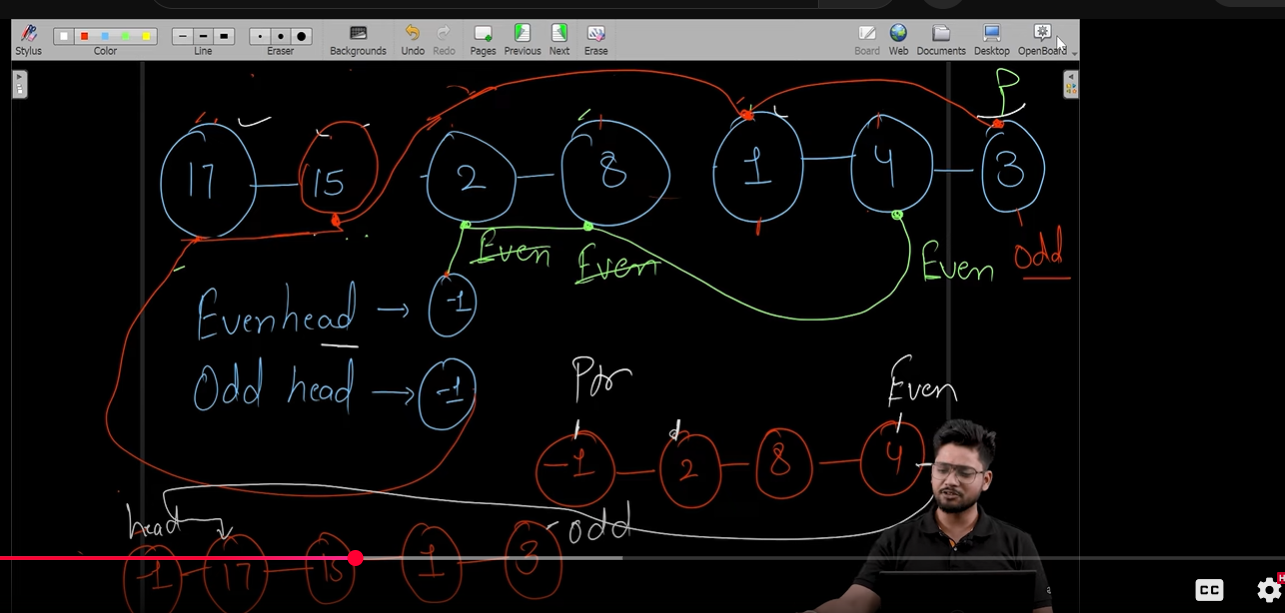 Stylus Color Line Eraser Backgrounds Undo Redo Pages Previous Next Erase Board Web Documents Desktop OpenBoard
P
17 15 2 8 1 4 3
Even Even Even odd
Evenhead → -1
Odd head → -1
Ptr Even
-1 2 8 4
head odd
-1 17 15 1 3
CC